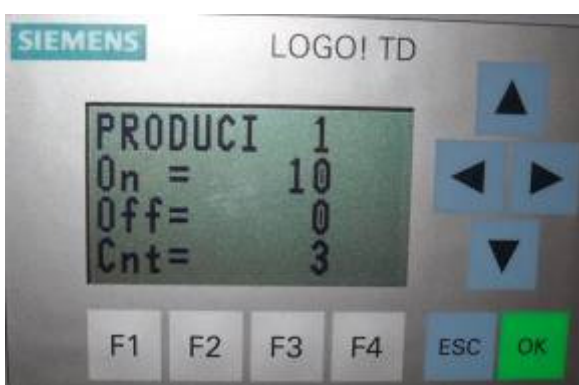 SIEMENS LOGO! TD
PRODUCI 1
On = 10
Off= 0
Cnt= 3
F1 F2 F3 F4 ESC OK